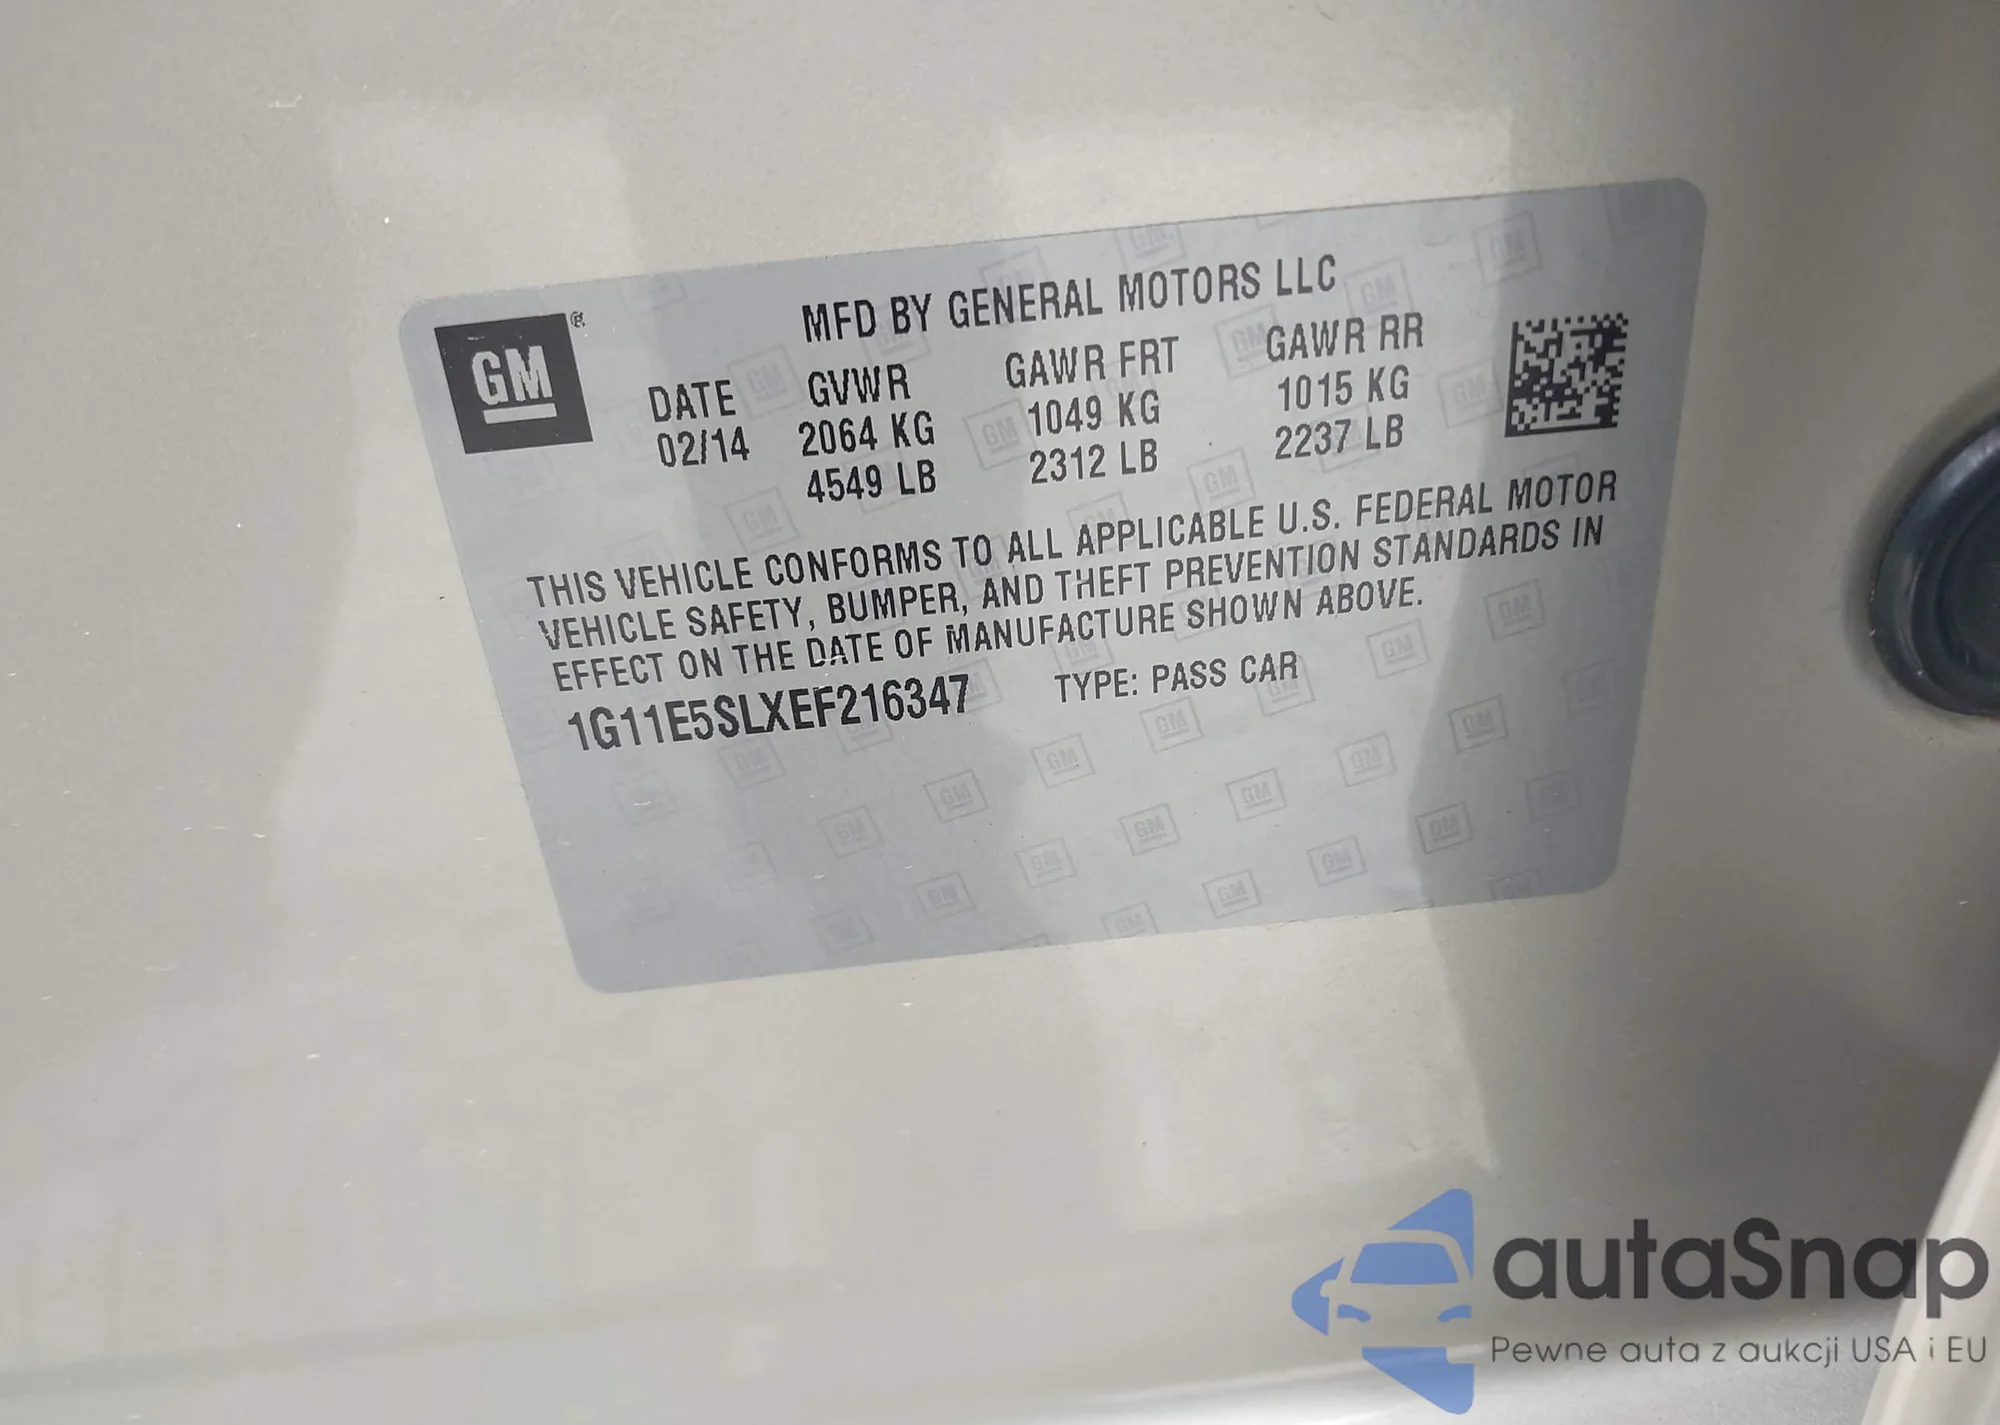 GM
MFD BY GENERAL MOTORS LLC
DATE GVWR GAWR FRT GAWR RR
02/14 2064 KG 1049 KG 1015 KG
4549 LB 2312 LB 2237 LB
THIS VEHICLE CONFORMS TO ALL APPLICABLE U.S. FEDERAL MOTOR
VEHICLE SAFETY, BUMPER, AND THEFT PREVENTION STANDARDS IN
EFFECT ON THE DATE OF MANUFACTURE SHOWN ABOVE.
1G11E5SLXEF216347 TYPE: PASS CAR
autaSnap
Pewne auta z aukcji USA i EU